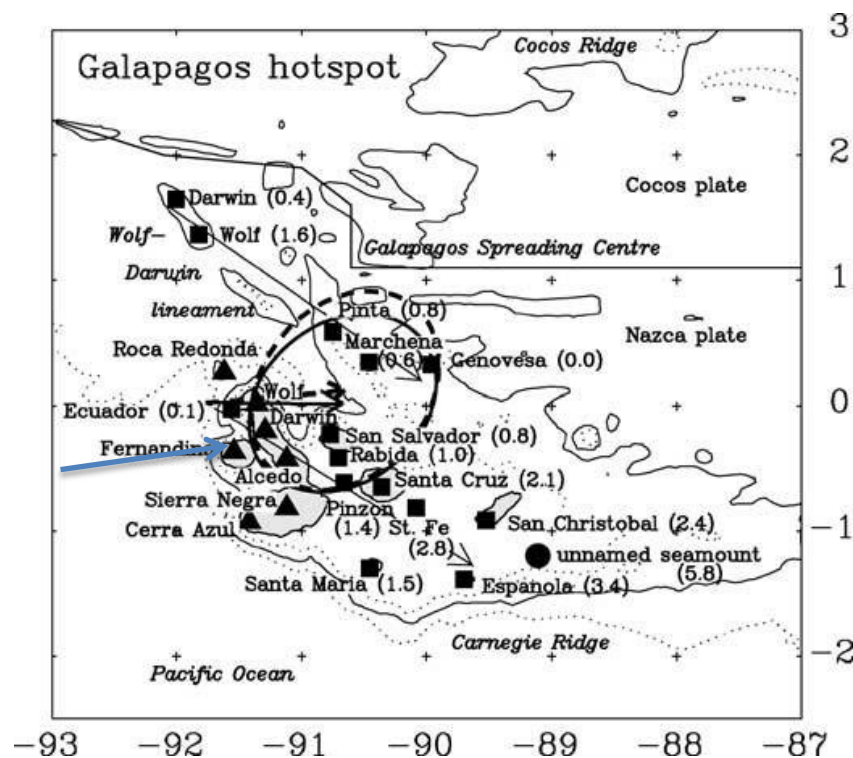 3
Cocos Ridge
Galapagos hotspot
2
Cocos plate
Darwin (0.4)
Wolf-
Wolf (1.6)
Galapagos Spreading Centre
Darwin
1
lineament
Pinta (0.8)
Nazca plate
Marchena
Roca Redonda
(0.6)
Genovesa (0.0)
Wolf
0
Ecuador (0.1)
Darwin
San Salvador (0.8)
Fernandina
Rabida (1.0)
Alcedo
Santa Cruz (2.1)
Sierra Negra
Pinzon
(1.4)
St. Fe
(2.8)
San Christobal (2.4)
Cerra Azul
-1
unnamed seamount
(5.8)
Santa Maria (1.5)
Espanola (3.4)
Carnegie Ridge
Pacific Ocean
-2
-93 -92 -91 -90 -89 -88 -87